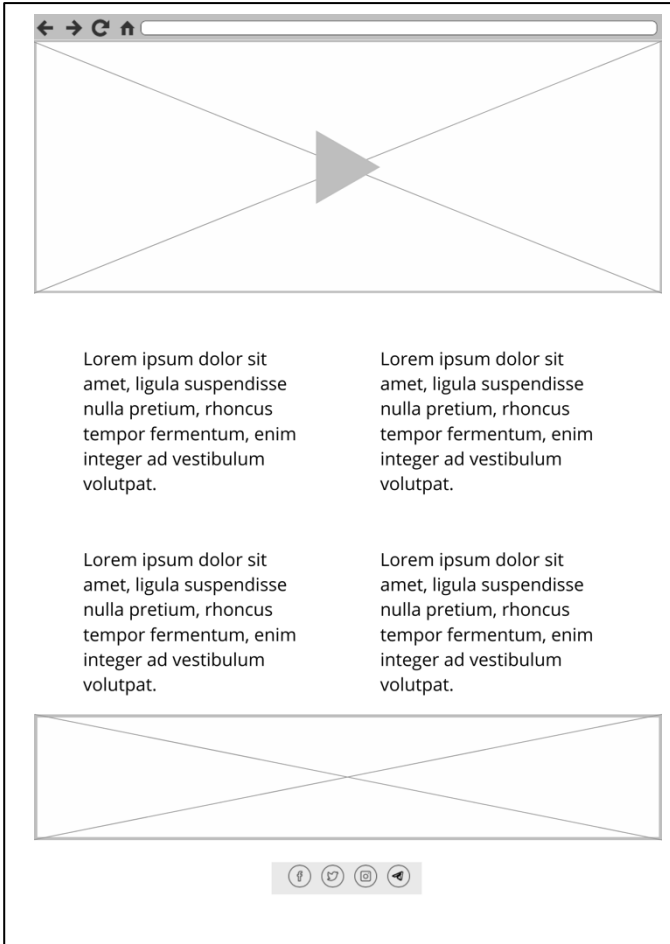 Lorem ipsum dolor sit
amet, ligula suspendisse
nulla pretium, rhoncus
tempor fermentum, enim
integer ad vestibulum
volutpat.
Lorem ipsum dolor sit
amet, ligula suspendisse
nulla pretium, rhoncus
tempor fermentum, enim
integer ad vestibulum
volutpat.
Lorem ipsum dolor sit
amet, ligula suspendisse
nulla pretium, rhoncus
tempor fermentum, enim
integer ad vestibulum
volutpat.
Lorem ipsum dolor sit
amet, ligula suspendisse
nulla pretium, rhoncus
tempor fermentum, enim
integer ad vestibulum
volutpat.